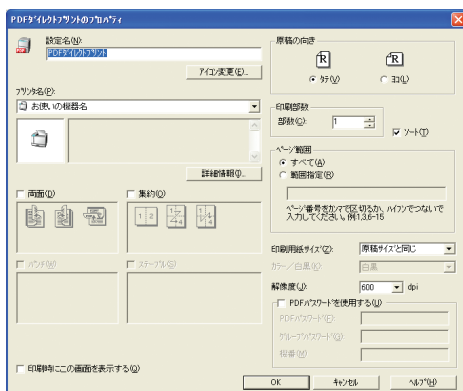 PDFﾀﾞｲﾚｸﾄﾌﾟﾘﾝﾄのﾌﾟﾛﾊﾟﾃｨ
設定名(N):
PDFﾀﾞｲﾚｸﾄﾌﾟﾘﾝﾄ
ｱｲｺﾝ変更(E)...
ﾌﾟﾘﾝﾀ名(P):
お使いの機器名
詳細情報(I)...
両面(D)
集約(O)
ﾊﾟﾝﾁ(W)
ｽﾃｰﾌﾟﾙ(S)
印刷時にこの画面を表示する(Q)
原稿の向き
ﾀﾃ(V)
ﾖｺ(L)
印刷部数
部数(C):
1
ｿｰﾄ(T)
ﾍﾟｰｼﾞ範囲
すべて(A)
範囲指定(R)
ﾍﾟｰｼﾞ番号をｶﾝﾏで区切るか、ﾊｲﾌﾝでつないで
入力してください。例1,3,6-15
印刷用紙ｻｲｽﾞ(Z):
原稿ｻｲｽﾞと同じ
ｶﾗｰ／白黒(K):
白黒
解像度(J):
600
dpi
PDFﾊﾟｽﾜｰﾄﾞを使用する(U)
PDFﾊﾟｽﾜｰﾄﾞ(F):
ｸﾞﾙｰﾌﾟﾊﾟｽﾜｰﾄﾞ(G):
桜番(M)
OK
ｷｬﾝｾﾙ
ﾍﾙﾌﾟ(H)